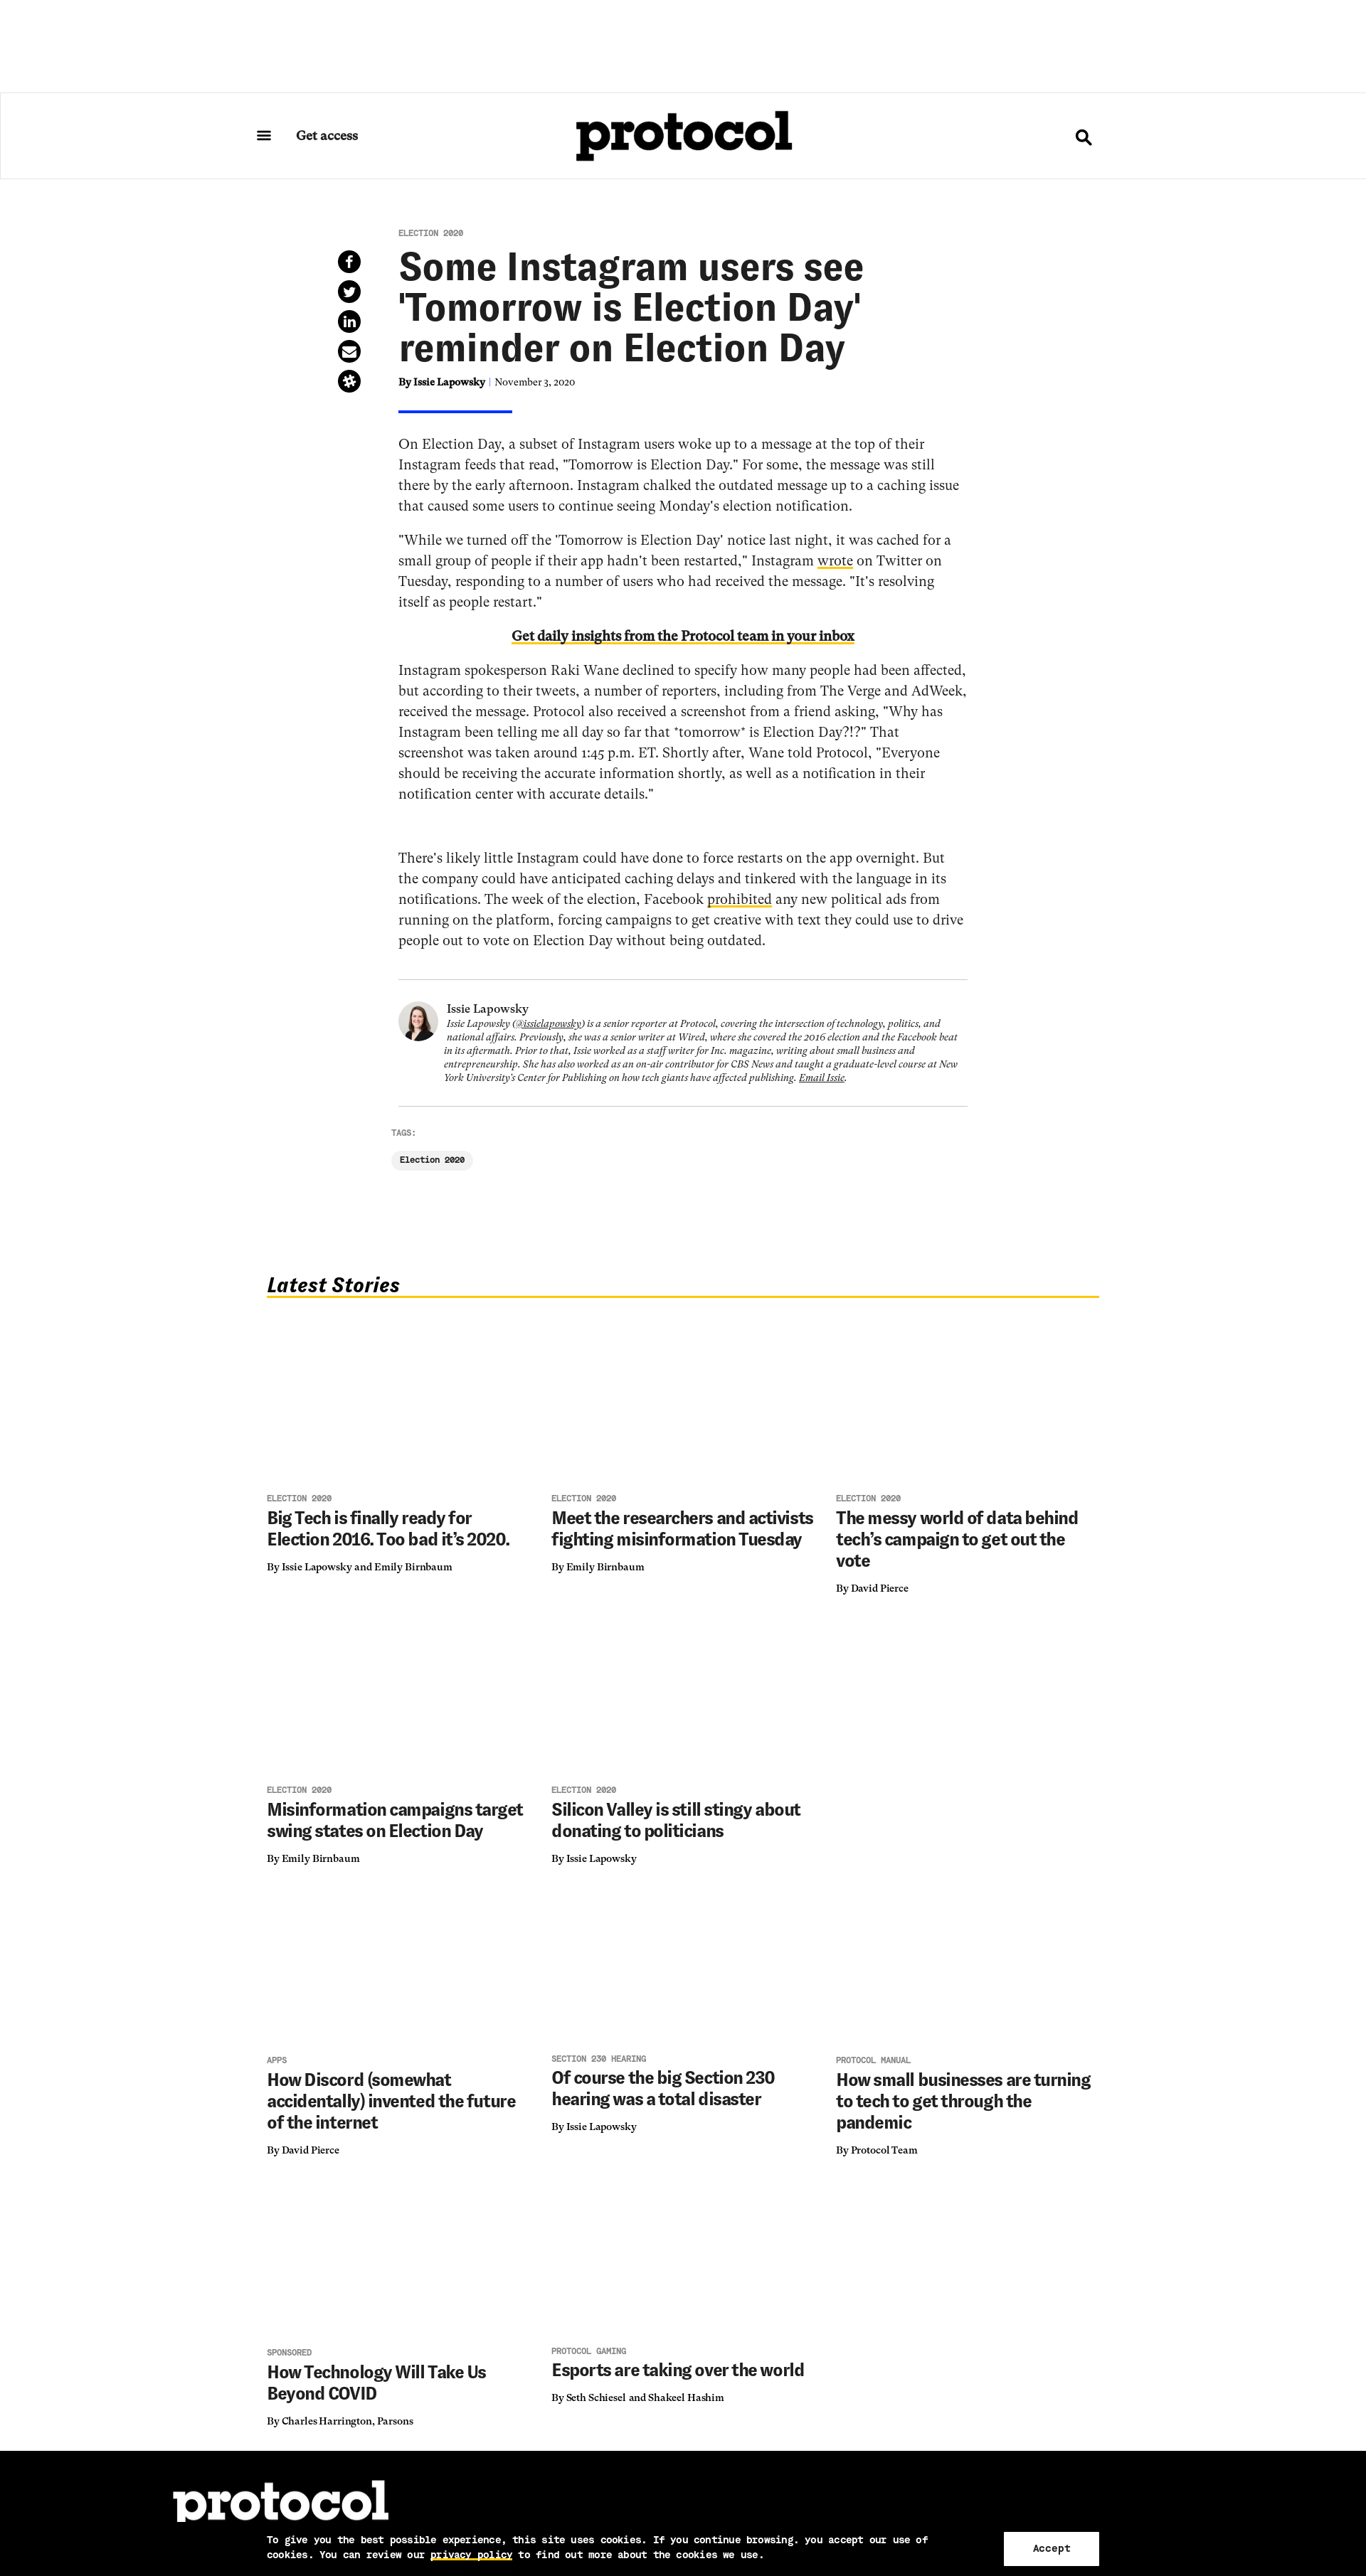 Get access
protocol
ELECTION 2020
Some Instagram users see
'Tomorrow is Election Day'
reminder on Election Day
By Issie Lapowsky | November 3, 2020
On Election Day, a subset of Instagram users woke up to a message at the top of their
Instagram feeds that read, "Tomorrow is Election Day." For some, the message was still
there by the early afternoon. Instagram chalked the outdated message up to a caching issue
that caused some users to continue seeing Monday's election notification.
"While we turned off the 'Tomorrow is Election Day' notice last night, it was cached for a
small group of people if their app hadn't been restarted," Instagram wrote on Twitter on
Tuesday, responding to a number of users who had received the message. "It's resolving
itself as people restart."
Get daily insights from the Protocol team in your inbox
Instagram spokesperson Raki Wane declined to specify how many people had been affected,
but according to their tweets, a number of reporters, including from The Verge and AdWeek,
received the message. Protocol also received a screenshot from a friend asking, "Why has
Instagram been telling me all day so far that *tomorrow* is Election Day?!?" That
screenshot was taken around 1:45 p.m. ET. Shortly after, Wane told Protocol, "Everyone
should be receiving the accurate information shortly, as well as a notification in their
notification center with accurate details."
There's likely little Instagram could have done to force restarts on the app overnight. But
the company could have anticipated caching delays and tinkered with the language in its
notifications. The week of the election, Facebook prohibited any new political ads from
running on the platform, forcing campaigns to get creative with text they could use to drive
people out to vote on Election Day without being outdated.
Issie Lapowsky
Issie Lapowsky (@issielapowsky) is a senior reporter at Protocol, covering the intersection of technology, politics, and
national affairs. Previously, she was a senior writer at Wired, where she covered the 2016 election and the Facebook beat
in its aftermath. Prior to that, Issie worked as a staff writer for Inc. magazine, writing about small business and
entrepreneurship. She has also worked as an on-air contributor for CBS News and taught a graduate-level course at New
York University's Center for Publishing on how tech giants have affected publishing. Email Issie.
TAGS:
Election 2020
Latest Stories
ELECTION 2020
Big Tech is finally ready for
Election 2016. Too bad it's 2020.
By Issie Lapowsky and Emily Birnbaum
ELECTION 2020
Meet the researchers and activists
fighting misinformation Tuesday
By Emily Birnbaum
ELECTION 2020
The messy world of data behind
tech's campaign to get out the
vote
By David Pierce
ELECTION 2020
Misinformation campaigns target
swing states on Election Day
By Emily Birnbaum
ELECTION 2020
Silicon Valley is still stingy about
donating to politicians
By Issie Lapowsky
APPS
How Discord (somewhat
accidentally) invented the future
of the internet
By David Pierce
SECTION 230 HEARING
Of course the big Section 230
hearing was a total disaster
By Issie Lapowsky
PROTOCOL MANUAL
How small businesses are turning
to tech to get through the
pandemic
By Protocol Team
SPONSORED
How Technology Will Take Us
Beyond COVID
By Charles Harrington, Parsons
PROTOCOL GAMING
Esports are taking over the world
By Seth Schiesel and Shakeel Hashim
protocol
To give you the best possible experience, this site uses cookies. If you continue browsing. you accept our use of
cookies. You can review our privacy policy to find out more about the cookies we use.
Accept